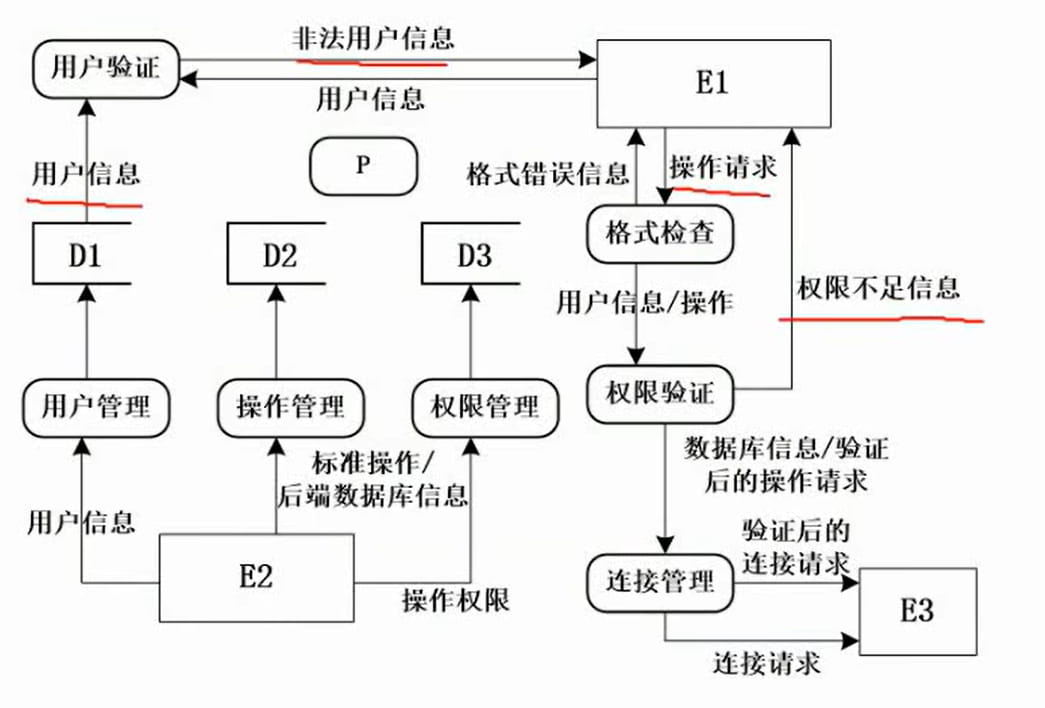 非法用户信息
用户验证
E1
用户信息
P
用户信息
格式错误信息
操作请求
D1
D2
D3
格式检查
用户信息/操作
权限不足信息
用户管理
操作管理
权限管理
权限验证
标准操作/
后端数据库信息
数据库信息/验证
后的操作请求
用户信息
E2
操作权限
验证后的
连接请求
连接管理
E3
连接请求